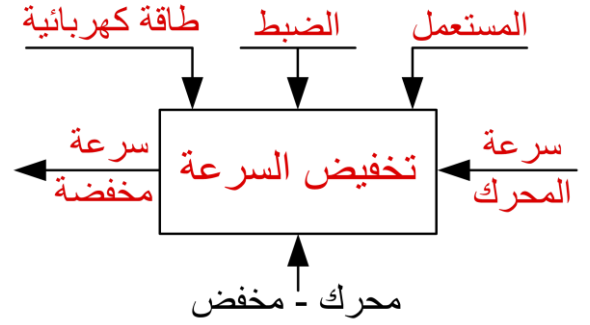 المستعمل
الضبط
طاقة كهربائية
سرعة
المحرك
تخفيض السرعة
سرعة
مخفضة
محرك - مخفض